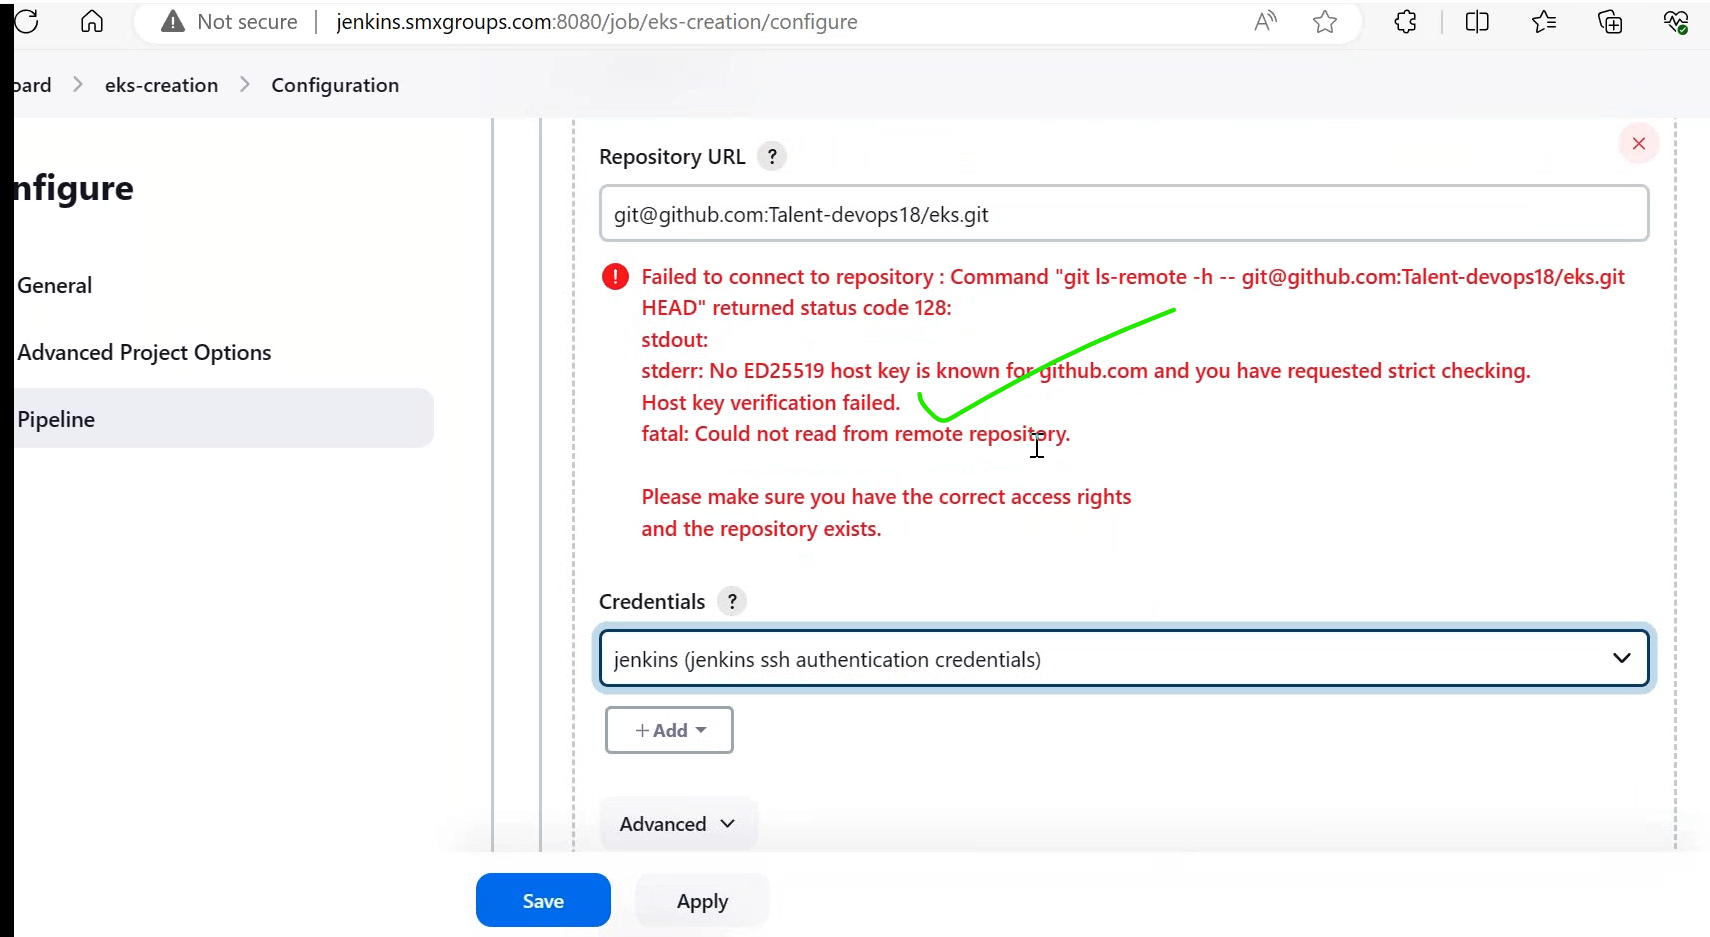 Not secure
jenkins.smxgroups.com:8080/job/eks-creation/configure
oard > eks-creation > Configuration
nfigure
General
Advanced Project Options
Pipeline
Repository URL ?
git@github.com:Talent-devops18/eks.git
Failed to connect to repository : Command "git ls-remote -h -- git@github.com:Talent-devops18/eks.git
HEAD" returned status code 128:
stdout:
stderr: No ED25519 host key is known for github.com and you have requested strict checking.
Host key verification failed.
fatal: Could not read from remote repository.
Please make sure you have the correct access rights
and the repository exists.
Credentials ?
jenkins (jenkins ssh authentication credentials)
+ Add
Advanced
Save
Apply